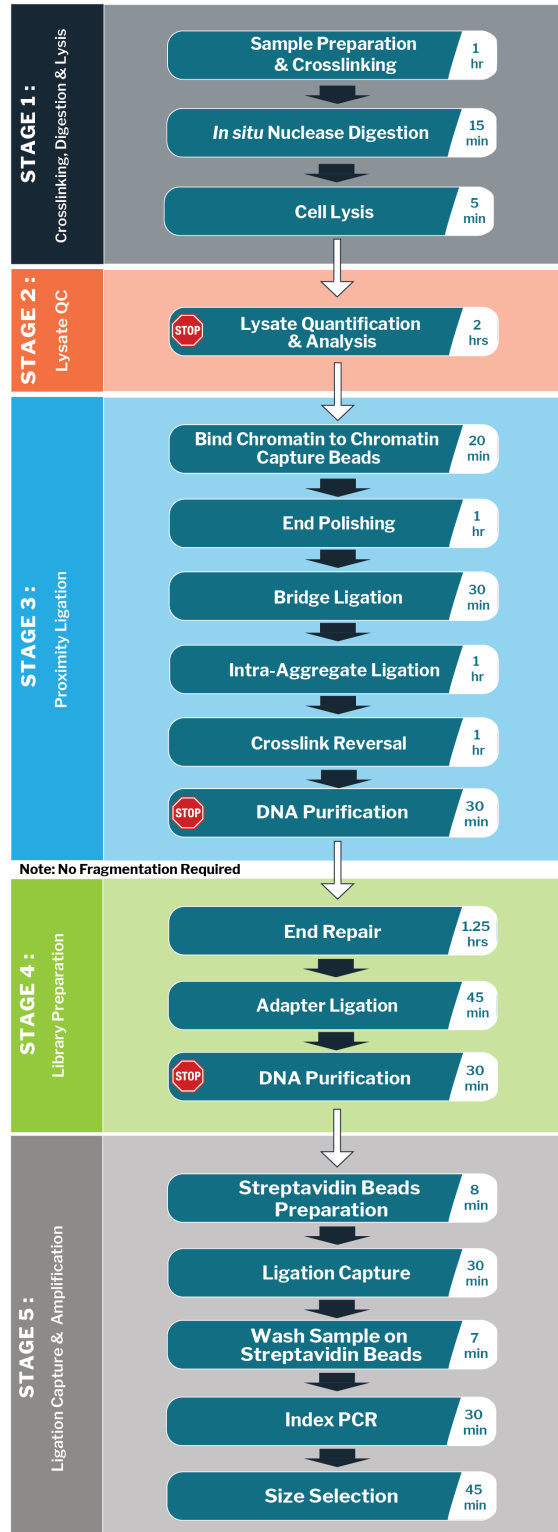 STAGE 1 :
Crosslinking, Digestion & Lysis
Sample Preparation
& Crosslinking
1
hr
In situ Nuclease Digestion
15
min
Cell Lysis
5
min
STAGE 2 :
Lysate QC
STOP
Lysate Quantification
& Analysis
2
hrs
STAGE 3 :
Proximity Ligation
Bind Chromatin to Chromatin
Capture Beads
20
min
End Polishing
1
hr
Bridge Ligation
30
min
Intra-Aggregate Ligation
1
hr
Crosslink Reversal
1
hr
STOP
DNA Purification
30
min
Note: No Fragmentation Required
STAGE 4 :
Library Preparation
End Repair
1.25
hrs
Adapter Ligation
45
min
STOP
DNA Purification
30
min
STAGE 5 :
Ligation Capture & Amplification
Streptavidin Beads
Preparation
8
min
Ligation Capture
30
min
Wash Sample on
Streptavidin Beads
7
min
Index PCR
30
min
Size Selection
45
min